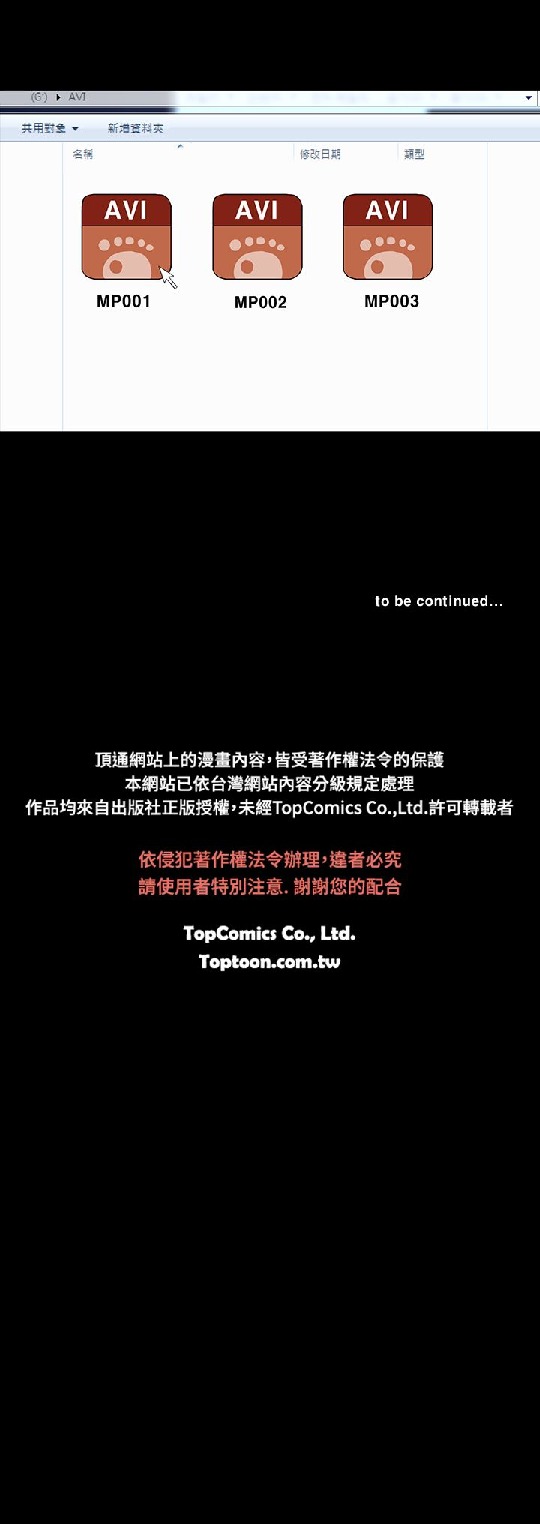 (G:) ▸ AVI
共用對象 新增資料夾
名稱 修改日期 類型
AVI AVI AVI
MP001 MP002 MP003
to be continued...
頂通網站上的漫畫內容,皆受著作權法令的保護
本網站已依台灣網站內容分級規定處理
作品均來自出版社正版授權,未經TopComics Co.,Ltd.許可轉載者
依侵犯著作權法令辦理,違者必究
請使用者特別注意. 謝謝您的配合
TopComics Co., Ltd.
Toptoon.com.tw